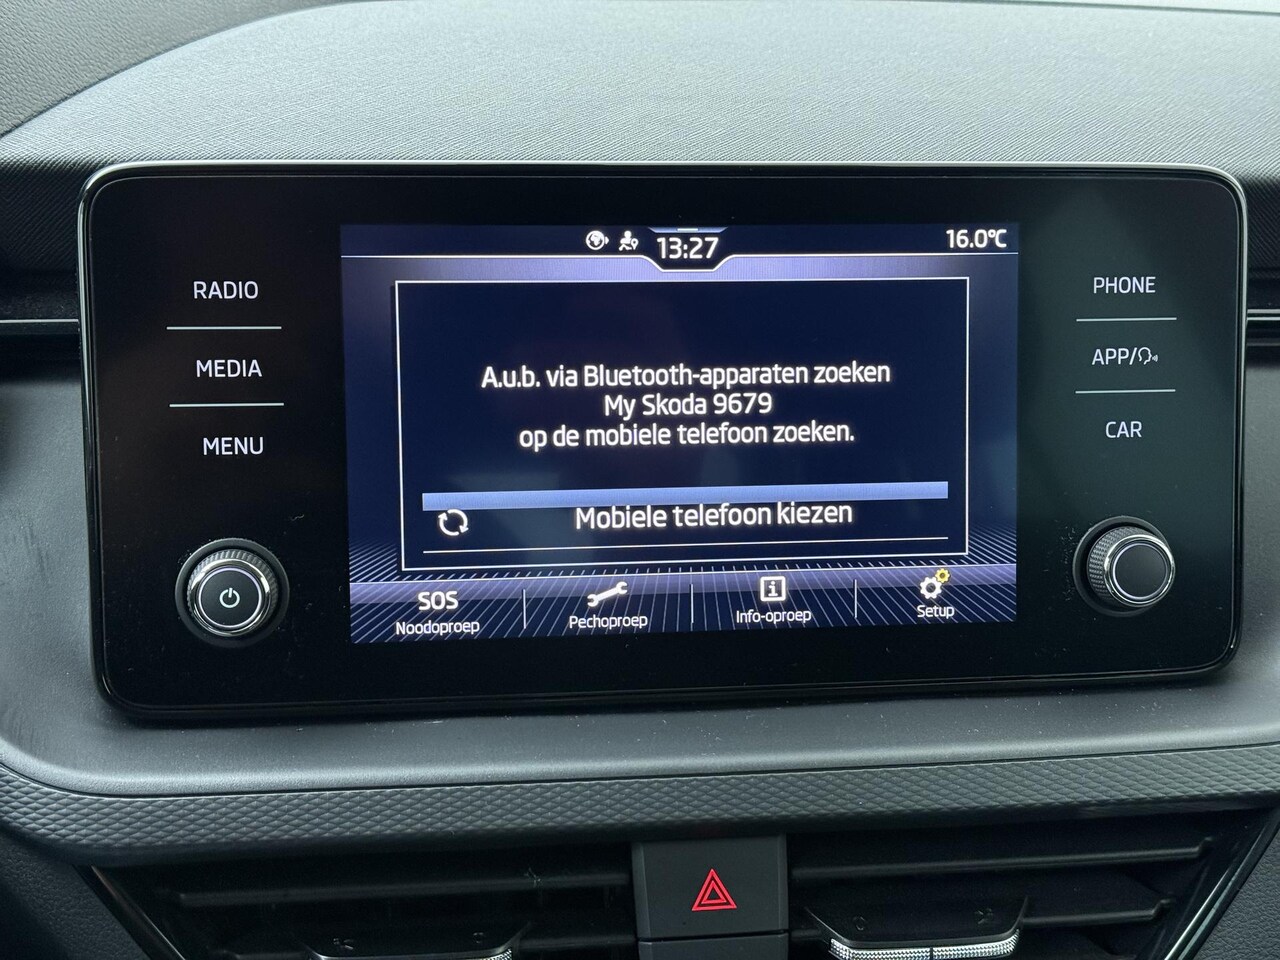 13:27
16.0°C
RADIO
MEDIA
MENU
A.u.b. via Bluetooth-apparaten zoeken
My Skoda 9679
op de mobiele telefoon zoeken.
Mobiele telefoon kiezen
SOS
Noodoproep
Pechoproep
Info-oproep
Setup
PHONE
APP/
CAR